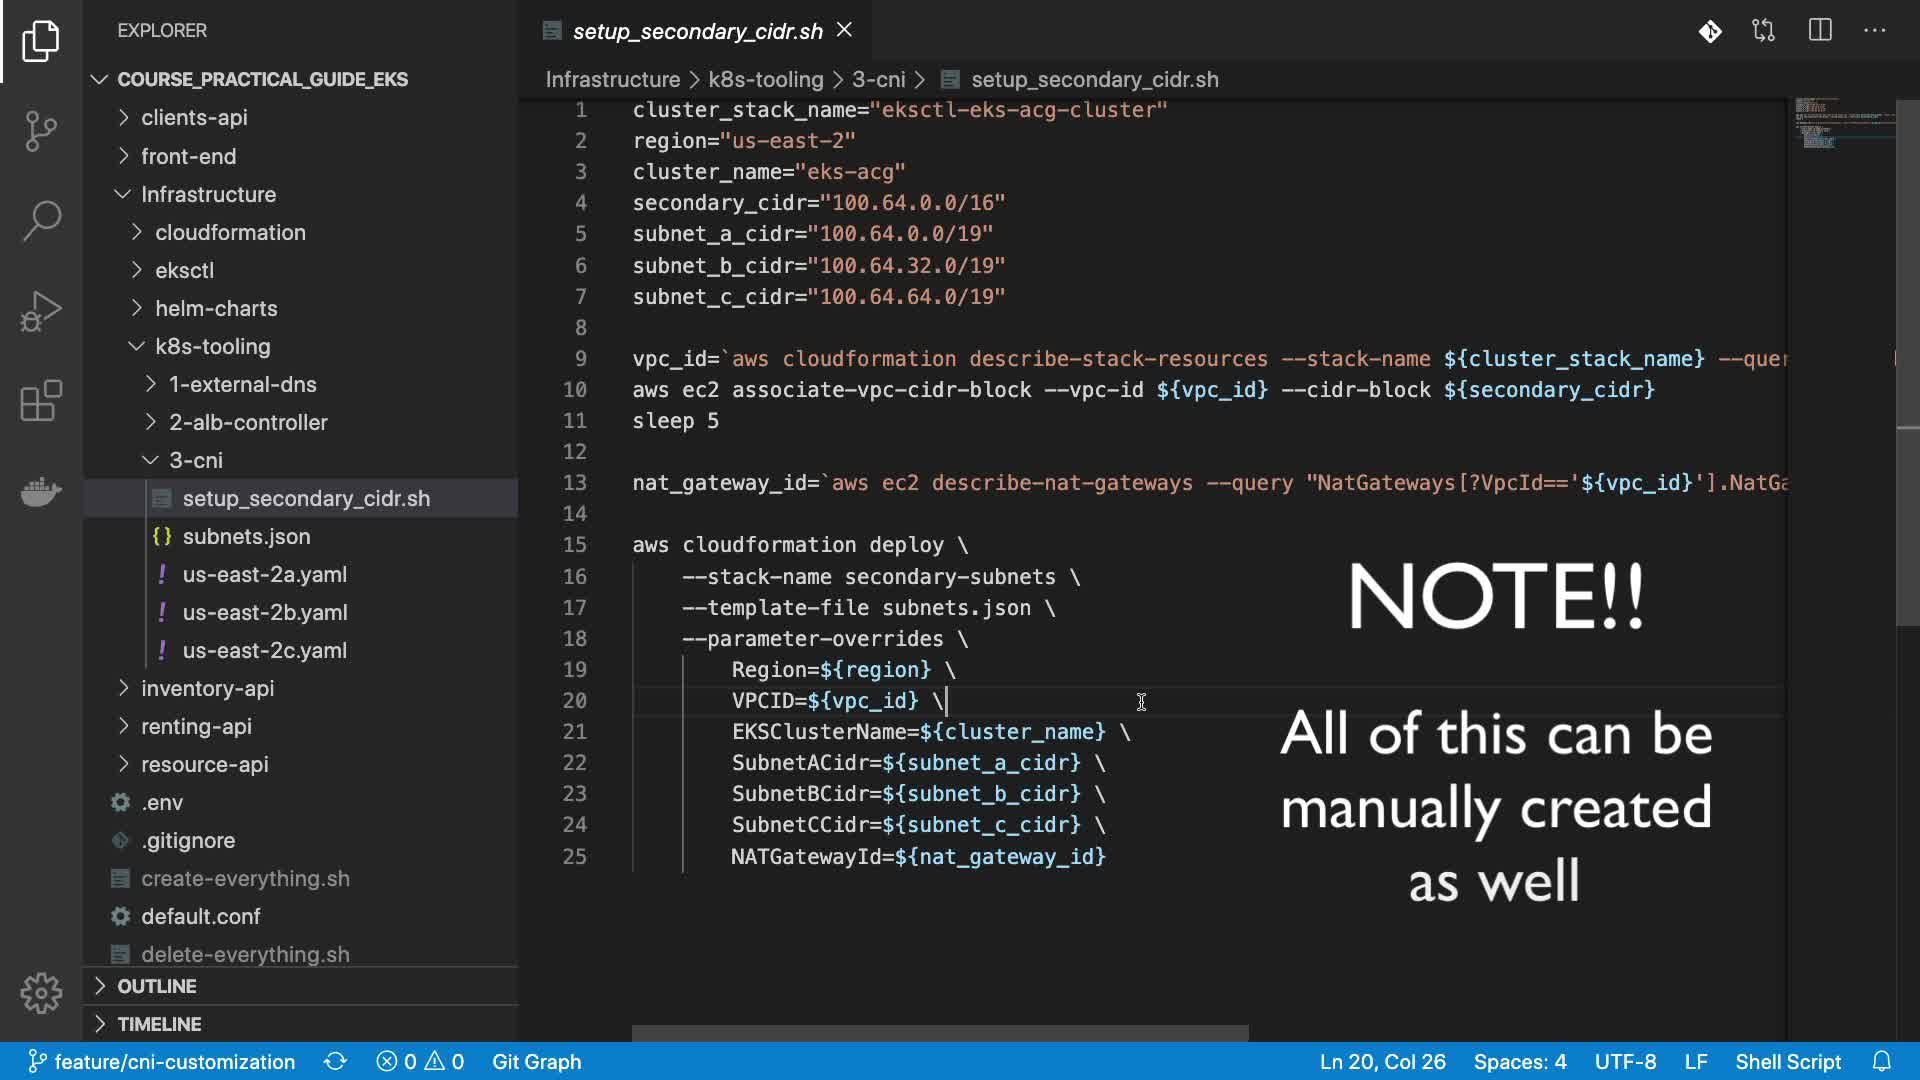 EXPLORER
COURSE_PRACTICAL_GUIDE_EKS
clients-api
front-end
Infrastructure
cloudformation
eksctl
helm-charts
k8s-tooling
1-external-dns
2-alb-controller
3-cni
setup_secondary_cidr.sh
subnets.json
us-east-2a.yaml
us-east-2b.yaml
us-east-2c.yaml
inventory-api
renting-api
resource-api
.env
.gitignore
create-everything.sh
default.conf
delete-everything.sh
OUTLINE
TIMELINE
setup_secondary_cidr.sh
Infrastructure > k8s-tooling > 3-cni > setup_secondary_cidr.sh
1 cluster_stack_name="eksctl-eks-acg-cluster"
2 region="us-east-2"
3 cluster_name="eks-acg"
4 secondary_cidr="100.64.0.0/16"
5 subnet_a_cidr="100.64.0.0/19"
6 subnet_b_cidr="100.64.32.0/19"
7 subnet_c_cidr="100.64.64.0/19"
8
9 vpc_id=`aws cloudformation describe-stack-resources --stack-name ${cluster_stack_name} --quer
10 aws ec2 associate-vpc-cidr-block --vpc-id ${vpc_id} --cidr-block ${secondary_cidr}
11 sleep 5
12
13 nat_gateway_id=`aws ec2 describe-nat-gateways --query "NatGateways[?VpcId=='${vpc_id}'].NatGa
14
15 aws cloudformation deploy \
16 --stack-name secondary-subnets \
17 --template-file subnets.json \
18 --parameter-overrides \
19 Region=${region} \
20 VPCID=${vpc_id} \
21 EKSClusterName=${cluster_name} \
22 SubnetACidr=${subnet_a_cidr} \
23 SubnetBCidr=${subnet_b_cidr} \
24 SubnetCCidr=${subnet_c_cidr} \
25 NATGatewayId=${nat_gateway_id}
NOTE!!
All of this can be
manually created
as well
feature/cni-customization 0 0 Git Graph Ln 20, Col 26 Spaces: 4 UTF-8 LF Shell Script